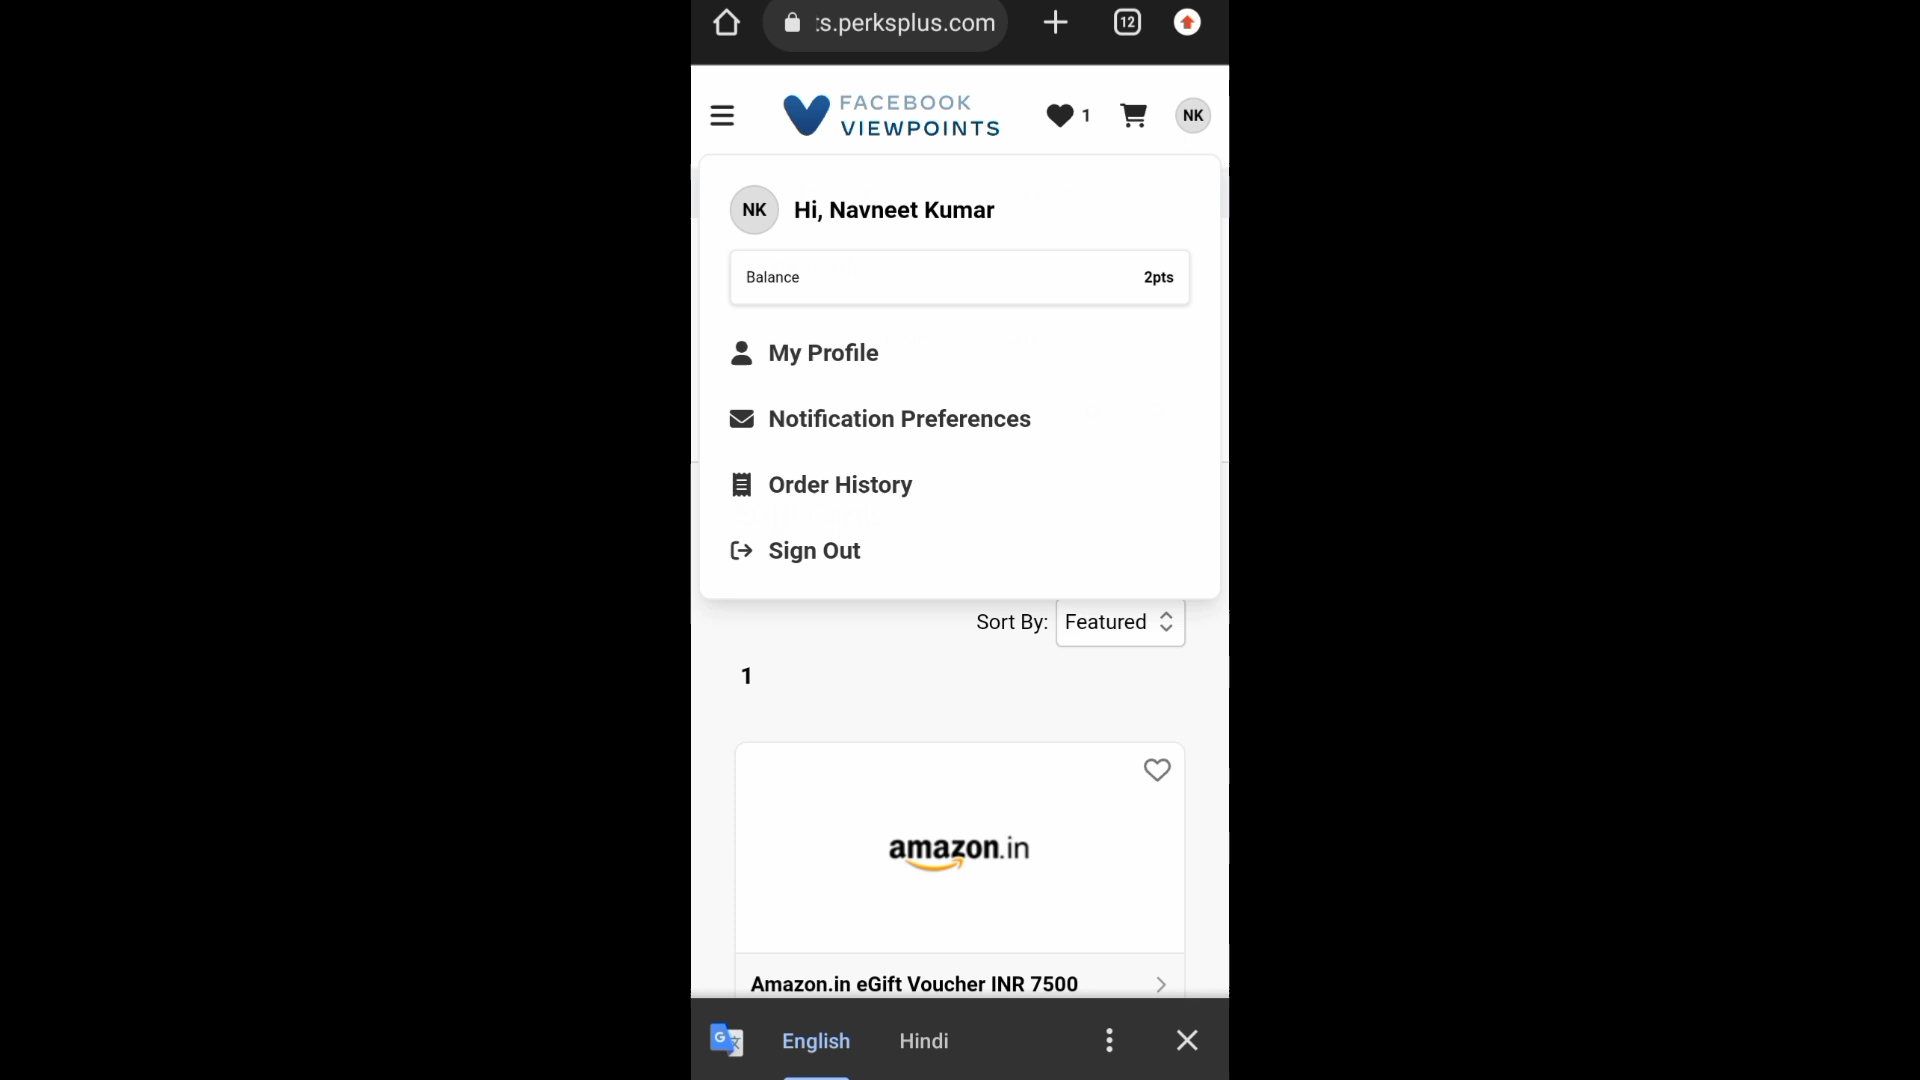 :s.perksplus.com
12
FACEBOOK
VIEWPOINTS
1
NK
NK
Hi, Navneet Kumar
Balance
2pts
My Profile
Notification Preferences
Order History
Sign Out
Sort By:
Featured
1
amazon.in
Amazon.in eGift Voucher INR 7500
G 文
English
Hindi